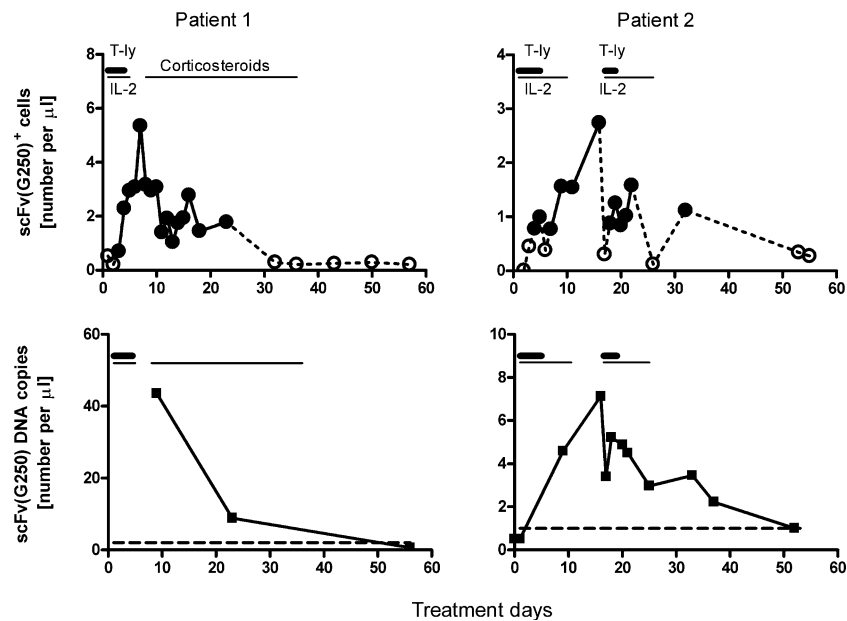 Patient 1
Patient 2
scFv(G250)+ cells
[number per µl]
8
6
4
2
0
T-ly
IL-2
Corticosteroids
0 10 20 30 40 50 60
4
3
2
1
0
T-ly
IL-2
T-ly
IL-2
0 10 20 30 40 50 60
scFv(G250) DNA copies
[number per µl]
60
40
20
0
0 10 20 30 40 50 60
10
8
6
4
2
0
0 10 20 30 40 50 60
Treatment days